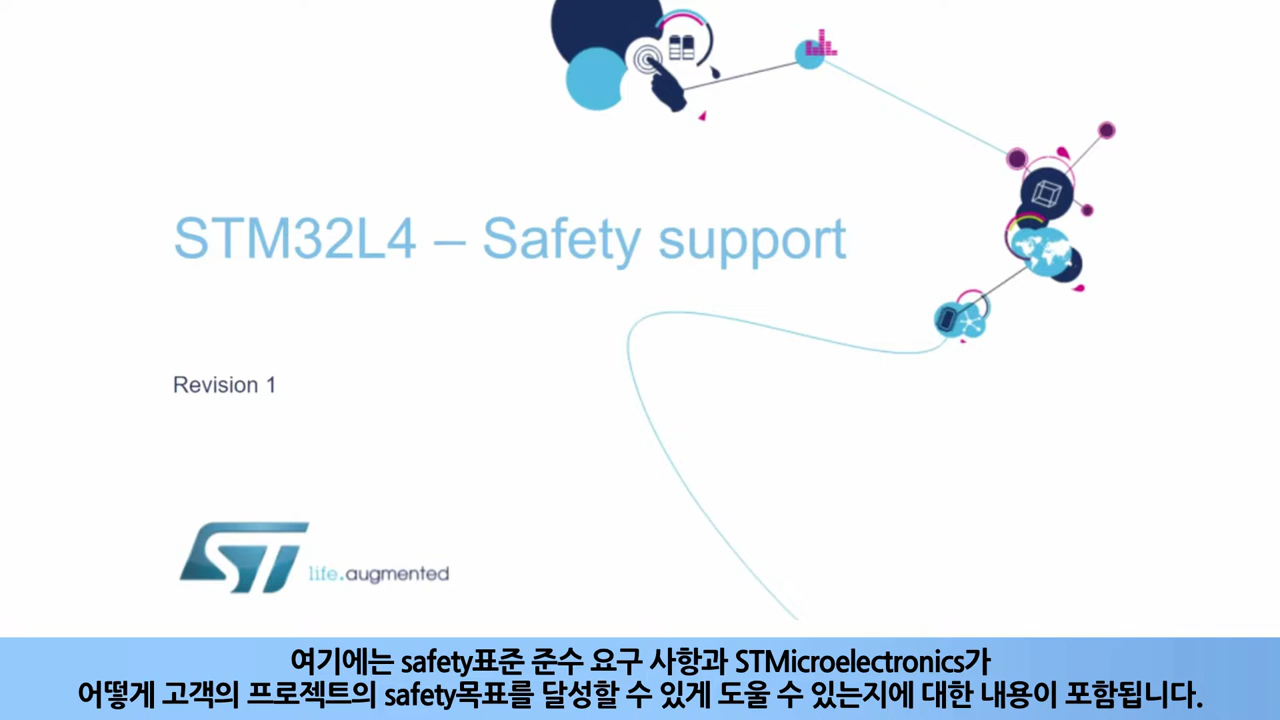 STM32L4 – Safety support
Revision 1
ST life.augmented
여기에는 safety표준 준수 요구 사항과 STMicroelectronics가
어떻게 고객의 프로젝트의 safety목표를 달성할 수 있게 도울 수 있는지에 대한 내용이 포함됩니다.